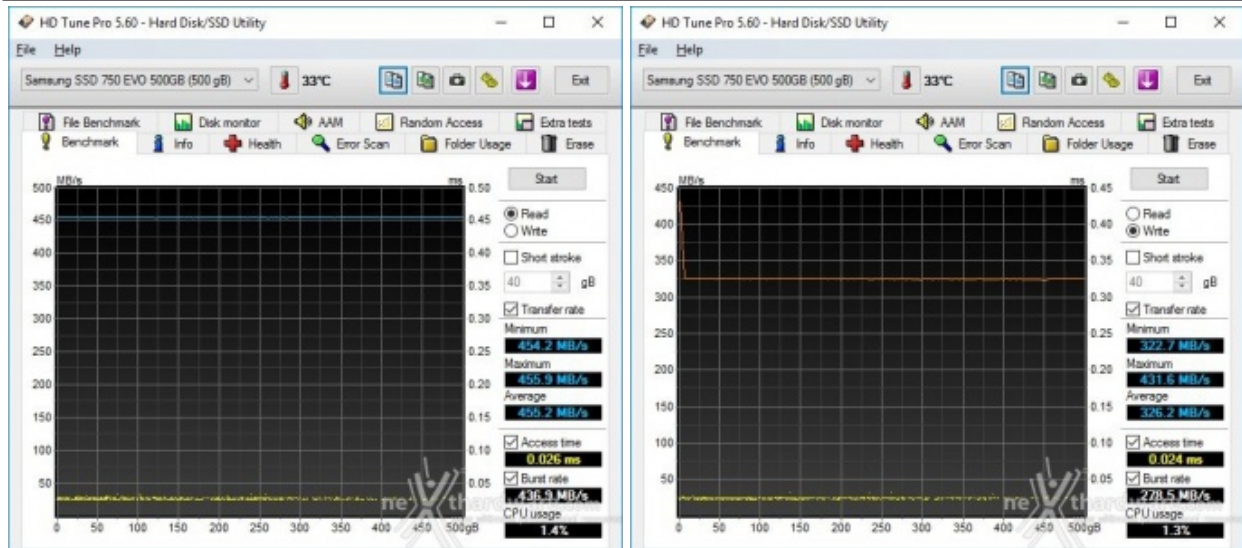 HD Tune Pro 5.60 - Hard Disk/SSD Utility
File Help
Samsung SSD 750 EVO 500GB (500 gB) 33°C Exit
File Benchmark Disk monitor AAM Random Access Extra tests
Benchmark Info Health Error Scan Folder Usage Erase
MB/s ms Start
500 0.50
Read
450 0.45
Write
400 0.40 Short stroke
350 0.35 40 gB
300 0.30 Transfer rate
Minimum
250 0.25 454.2 MB/s
Maximum
200 0.20 455.9 MB/s
Average
150 0.15 455.2 MB/s
100 0.10 Access time
0.026 ms
50 0.05 Burst rate
436.9 MB/s
CPU usage
0 50 100 150 200 250 300 350 400 450 500gB 1.4%
HD Tune Pro 5.60 - Hard Disk/SSD Utility
File Help
Samsung SSD 750 EVO 500GB (500 gB) 33°C Exit
File Benchmark Disk monitor AAM Random Access Extra tests
Benchmark Info Health Error Scan Folder Usage Erase
MB/s ms Start
450 0.45
Read
400 0.40 Write
350 0.35 Short stroke
40 gB
300 0.30 Transfer rate
Minimum
250 0.25 322.7 MB/s
Maximum
200 0.20 431.6 MB/s
Average
150 0.15 326.2 MB/s
100 0.10 Access time
0.024 ms
50 0.05 Burst rate
278.5 MB/s
CPU usage
0 50 100 150 200 250 300 350 400 450 500gB 1.3%